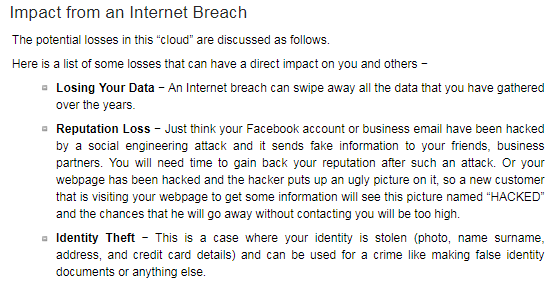 Impact from an Internet Breach
The potential losses in this “cloud” are discussed as follows.
Here is a list of some losses that can have a direct impact on you and others −
Losing Your Data − An Internet breach can swipe away all the data that you have gathered
over the years.
Reputation Loss − Just think your Facebook account or business email have been hacked
by a social engineering attack and it sends fake information to your friends, business
partners. You will need time to gain back your reputation after such an attack. Or your
webpage has been hacked and the hacker puts up an ugly picture on it, so a new customer
that is visiting your webpage to get some information will see this picture named “HACKED”
and the chances that he will go away without contacting you will be too high.
Identity Theft − This is a case where your identity is stolen (photo, name surname,
address, and credit card details) and can be used for a crime like making false identity
documents or anything else.